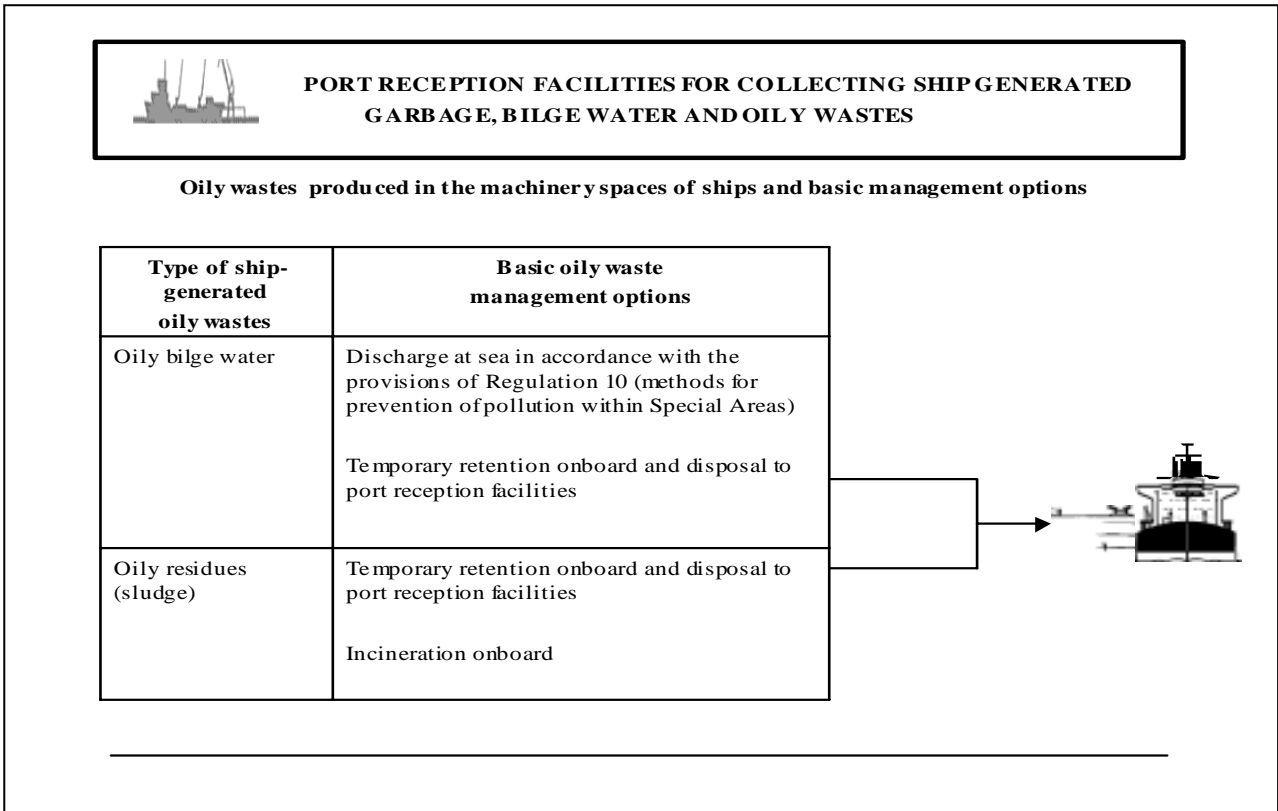 PORT RECEPTION FACILITIES FOR COLLECTING SHIP GENERATED
GARBAGE, BILGE WATER AND OILY WASTES
Oily wastes produced in the machinery spaces of ships and basic management options
Type of ship-
generated
oily wastes
Basic oily waste
management options
Oily bilge water
Discharge at sea in accordance with the
provisions of Regulation 10 (methods for
prevention of pollution within Special Areas)
Temporary retention onboard and disposal to
port reception facilities
Oily residues
(sludge)
Temporary retention onboard and disposal to
port reception facilities
Incineration onboard